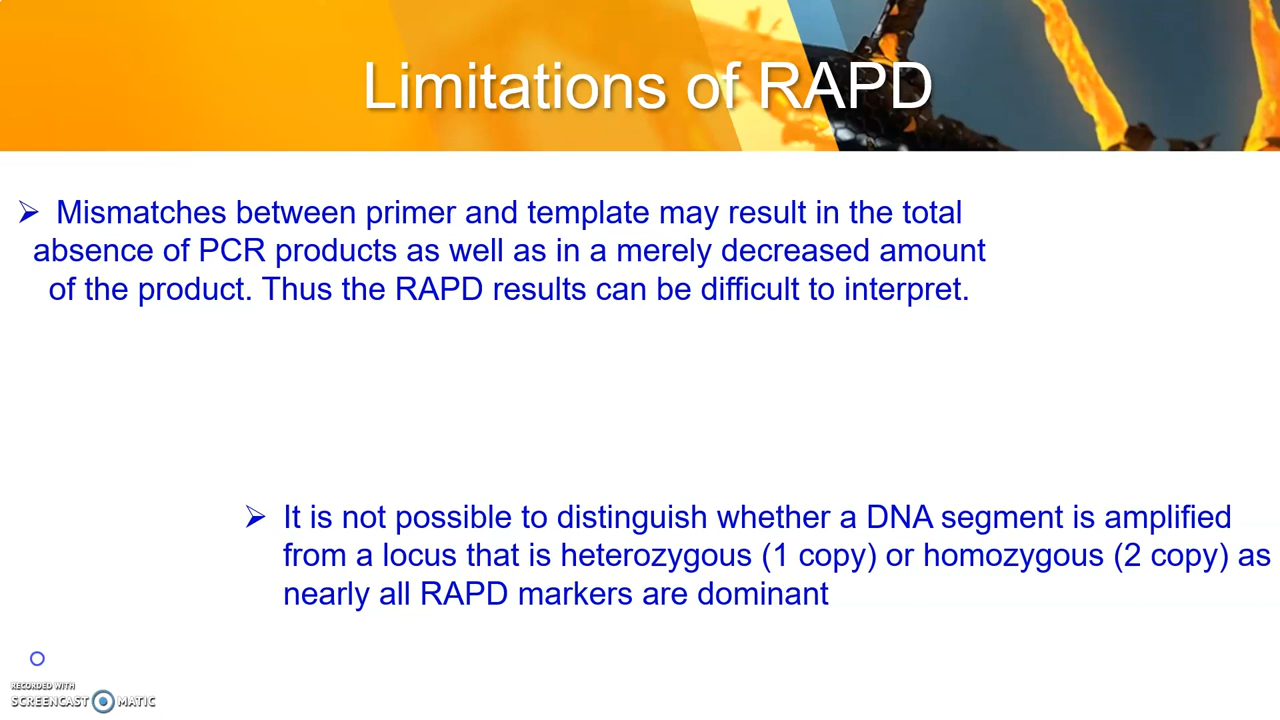 Limitations of RAPD
➢ Mismatches between primer and template may result in the total
absence of PCR products as well as in a merely decreased amount
of the product. Thus the RAPD results can be difficult to interpret.
➢ It is not possible to distinguish whether a DNA segment is amplified
from a locus that is heterozygous (1 copy) or homozygous (2 copy) as
nearly all RAPD markers are dominant
RECORDED WITH
SCREENCAST MATIC